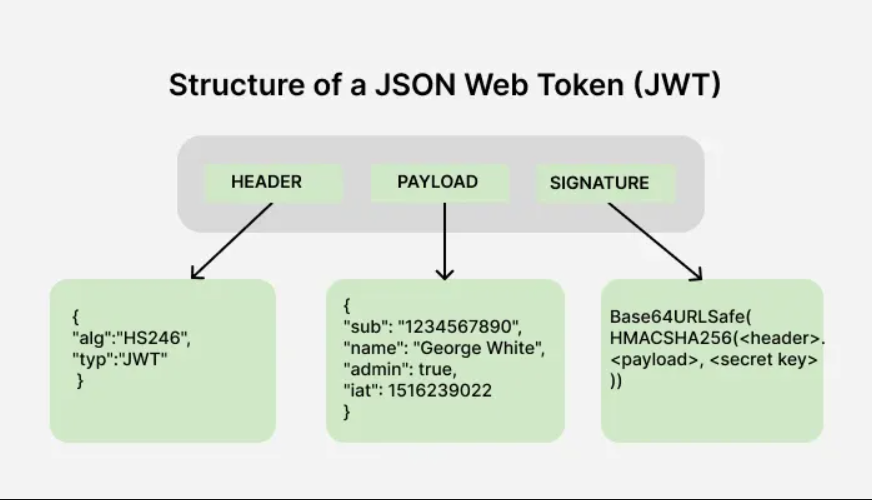 Structure of a JSON Web Token (JWT)
HEADER
PAYLOAD
SIGNATURE
{
"alg":"HS246",
"typ":"JWT"
}
{
"sub": "1234567890",
"name": "George White",
"admin": true,
"iat": 1516239022
}
Base64URLSafe(
HMACSHA256(<header>.
<payload>, <secret key>
))